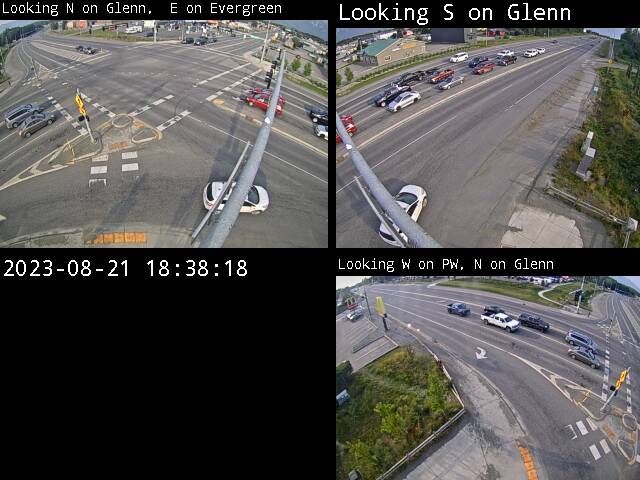 Looking N on Glenn,  E on Evergreen
Looking S on Glenn
2023-08-21 18:38:18
Looking W on PW, N on Glenn